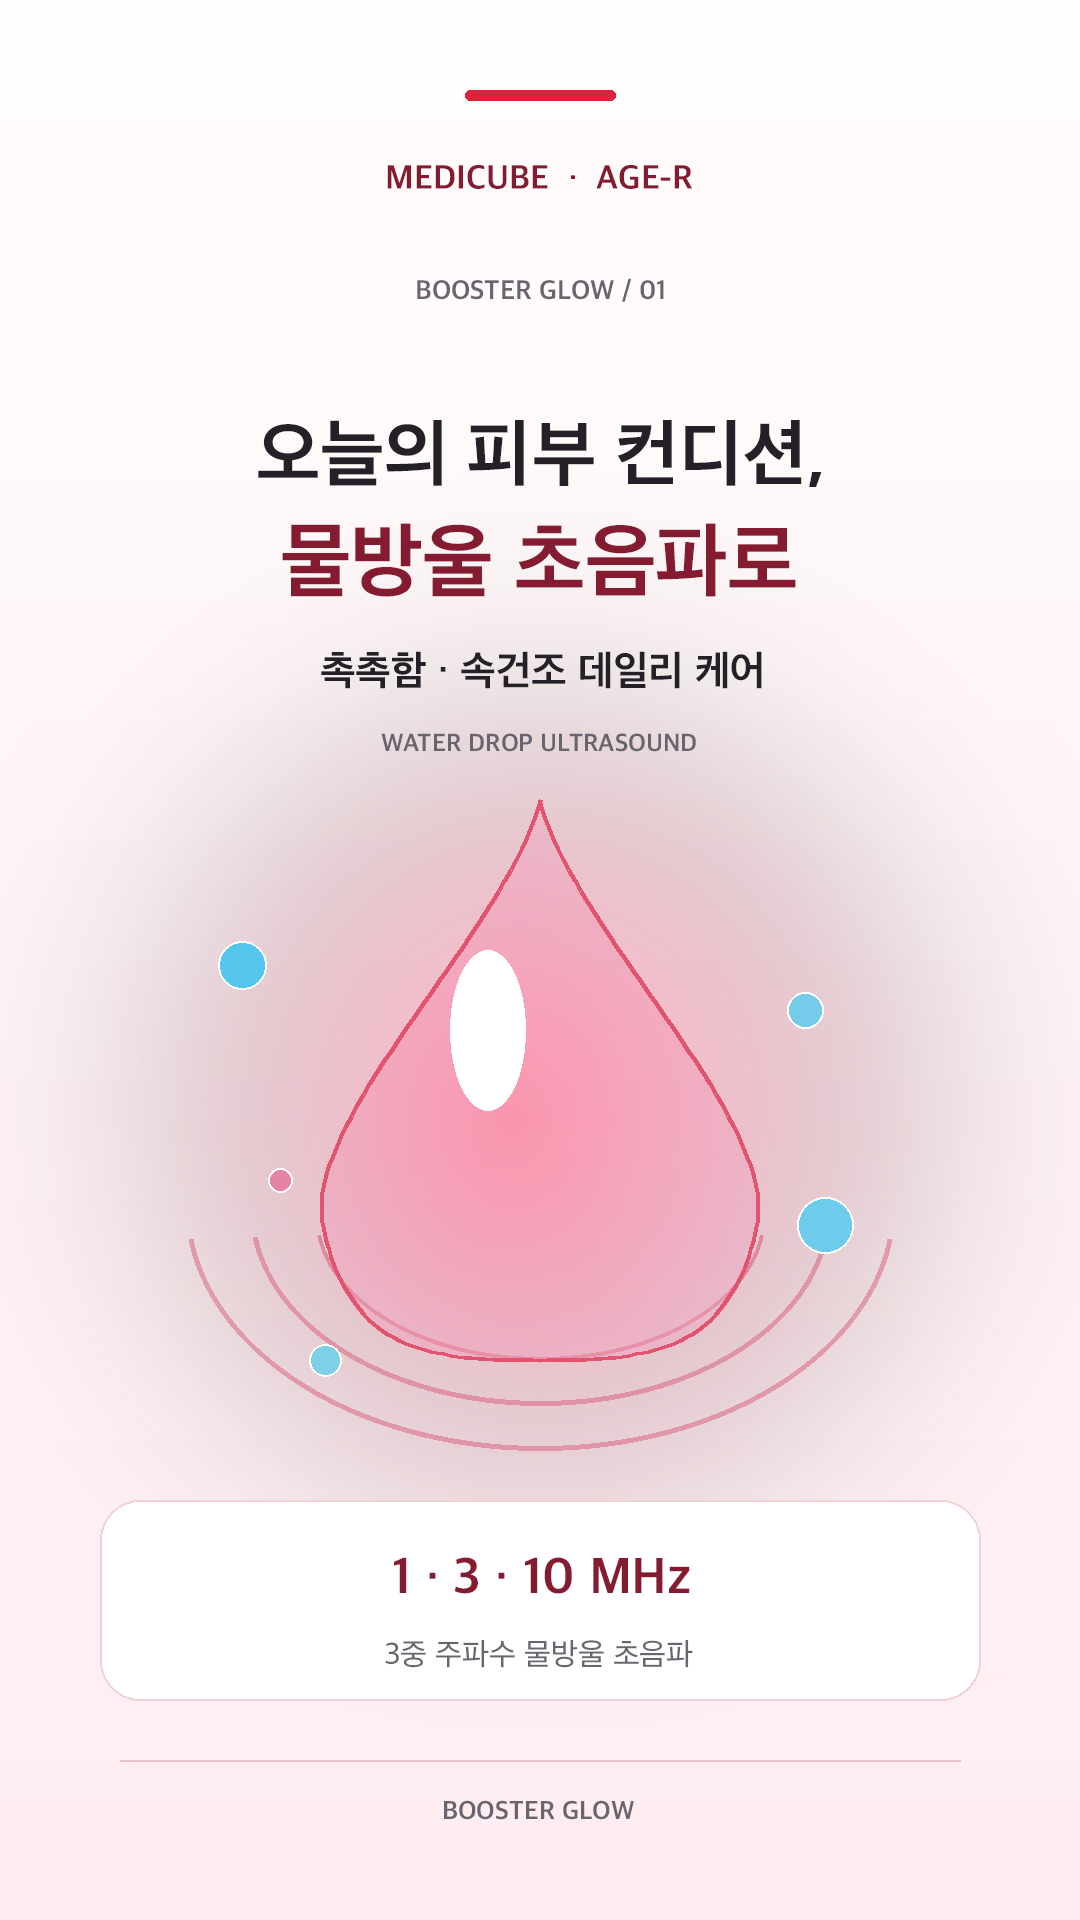 MEDICUBE · AGE-R
BOOSTER GLOW / 01
오늘의 피부 컨디션,
물방울 초음파로
촉촉함 · 속건조 데일리 케어
WATER DROP ULTRASOUND
1 · 3 · 10 MHz
3중 주파수 물방울 초음파
BOOSTER GLOW